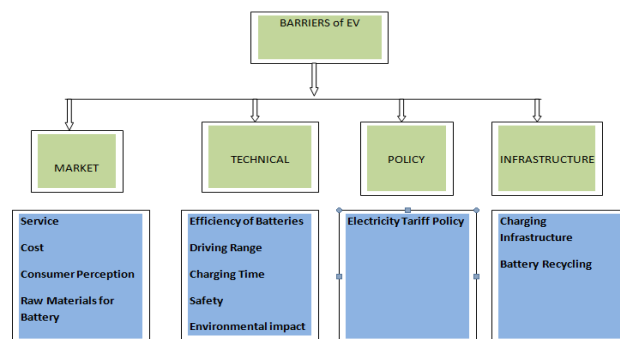 BARRIERS of EV
MARKET
TECHNICAL
POLICY
INFRASTRUCTURE
Service
Cost
Consumer Perception
Raw Materials for
Battery
Efficiency of Batteries
Driving Range
Charging Time
Safety
Environmental impact
Electricity Tariff Policy
Charging
Infrastructure
Battery Recycling